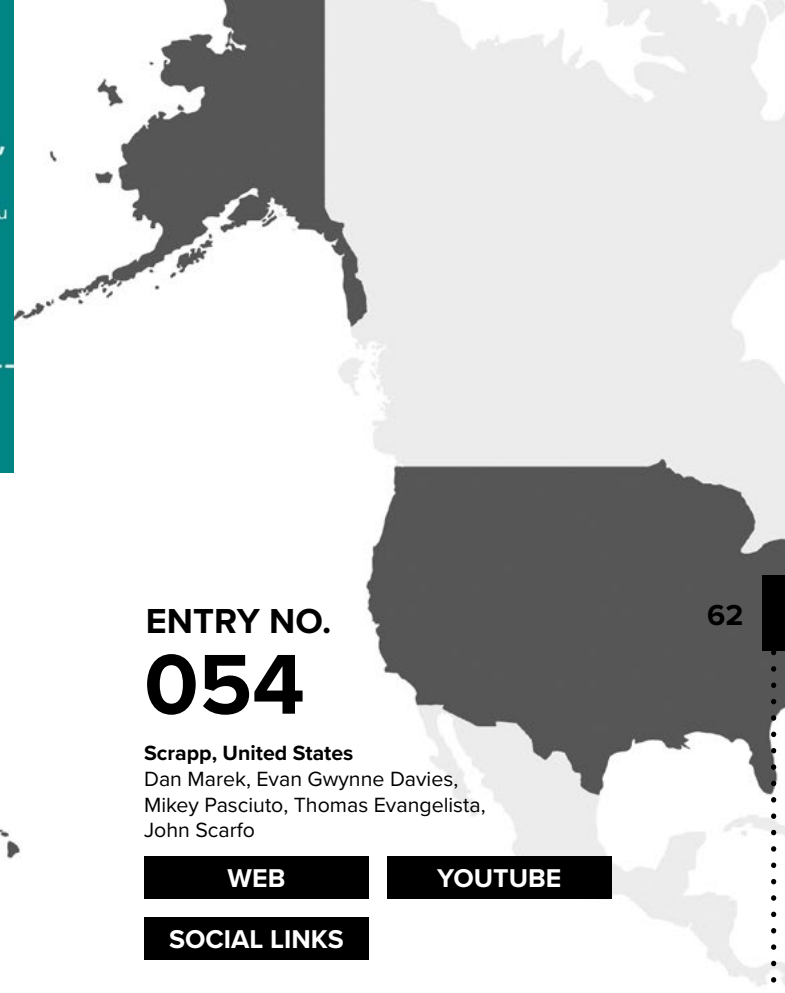 u
62
ENTRY NO.
054
Scrapp, United States
Dan Marek, Evan Gwynne Davies,
Mikey Pasciuto, Thomas Evangelista,
John Scarfo
WEB
YOUTUBE
SOCIAL LINKS